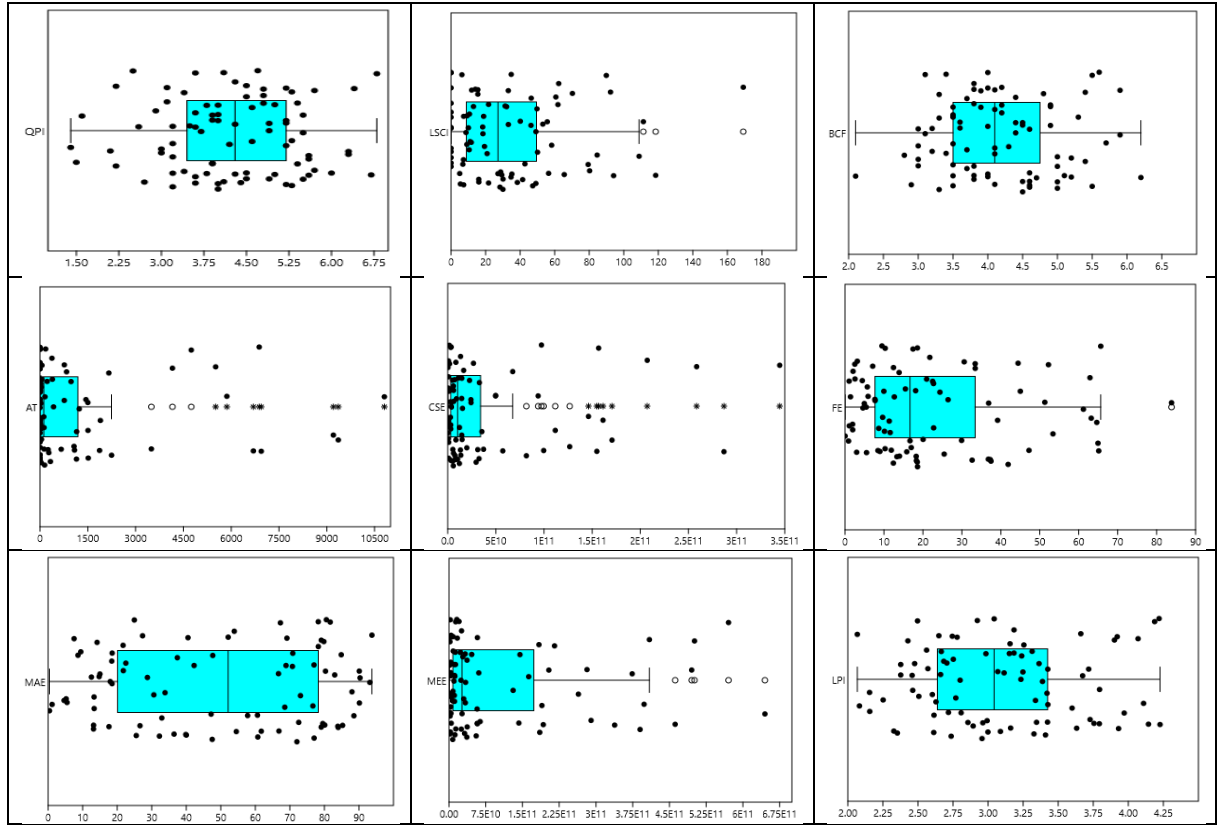 QPI
1.50 2.25 3.00 3.75 4.50 5.25 6.00 6.75
LSCI
0 20 40 60 80 100 120 140 160 180
BCF
2.0 2.5 3.0 3.5 4.0 4.5 5.0 5.5 6.0 6.5
AT
0 1500 3000 4500 6000 7500 9000 10500
CSE
0.0 5E10 1E11 1.5E11 2E11 2.5E11 3E11 3.5E11
FE
0 10 20 30 40 50 60 70 80 90
MAE
0 10 20 30 40 50 60 70 80 90
MEE
0.0 7.5E10 1.5E11 2.25E11 3E11 3.75E11 4.5E11 5.25E11 6E11 6.75E11
LPI
2.00 2.25 2.50 2.75 3.00 3.25 3.50 3.75 4.00 4.25